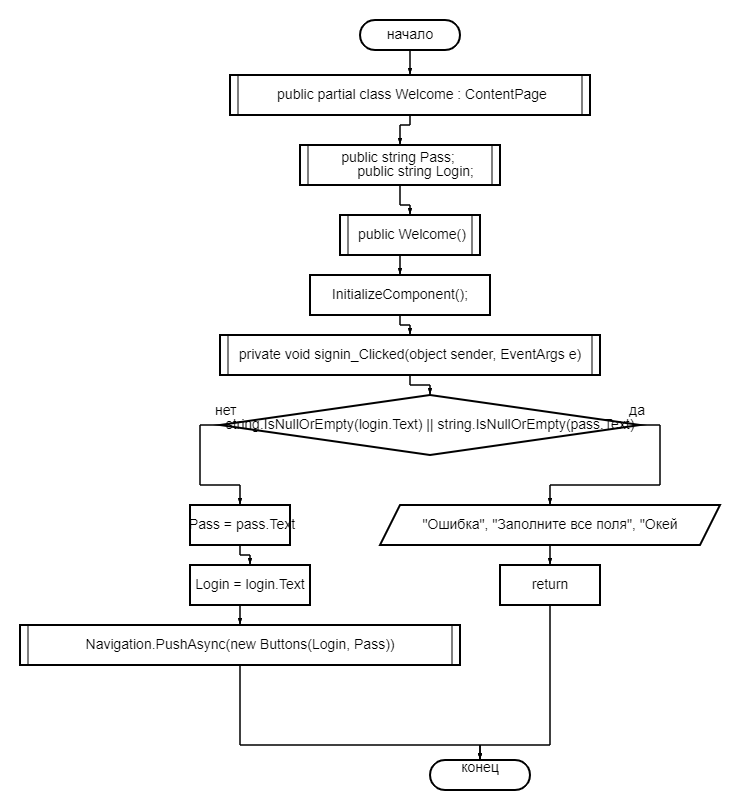 начало
public partial class Welcome : ContentPage
public string Pass;
public string Login;
public Welcome()
InitializeComponent();
private void signin_Clicked(object sender, EventArgs e)
нет
да
string.IsNullOrEmpty(login.Text) || string.IsNullOrEmpty(pass.Text)
Pass = pass.Text
"Ошибка", "Заполните все поля", "Окей
Login = login.Text
return
Navigation.PushAsync(new Buttons(Login, Pass))
конец